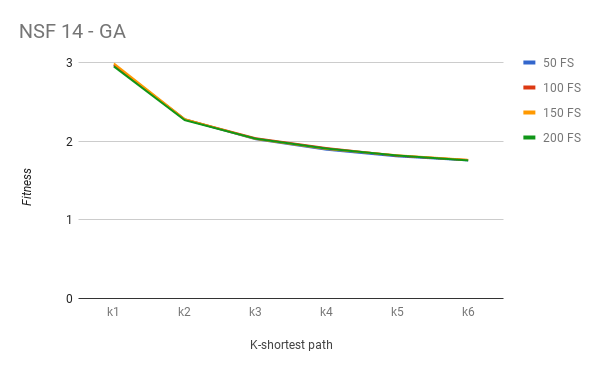 NSF 14 - GA
3
2
1
0
Fitness
k1 k2 k3 k4 k5 k6
K-shortest path
50 FS
100 FS
150 FS
200 FS